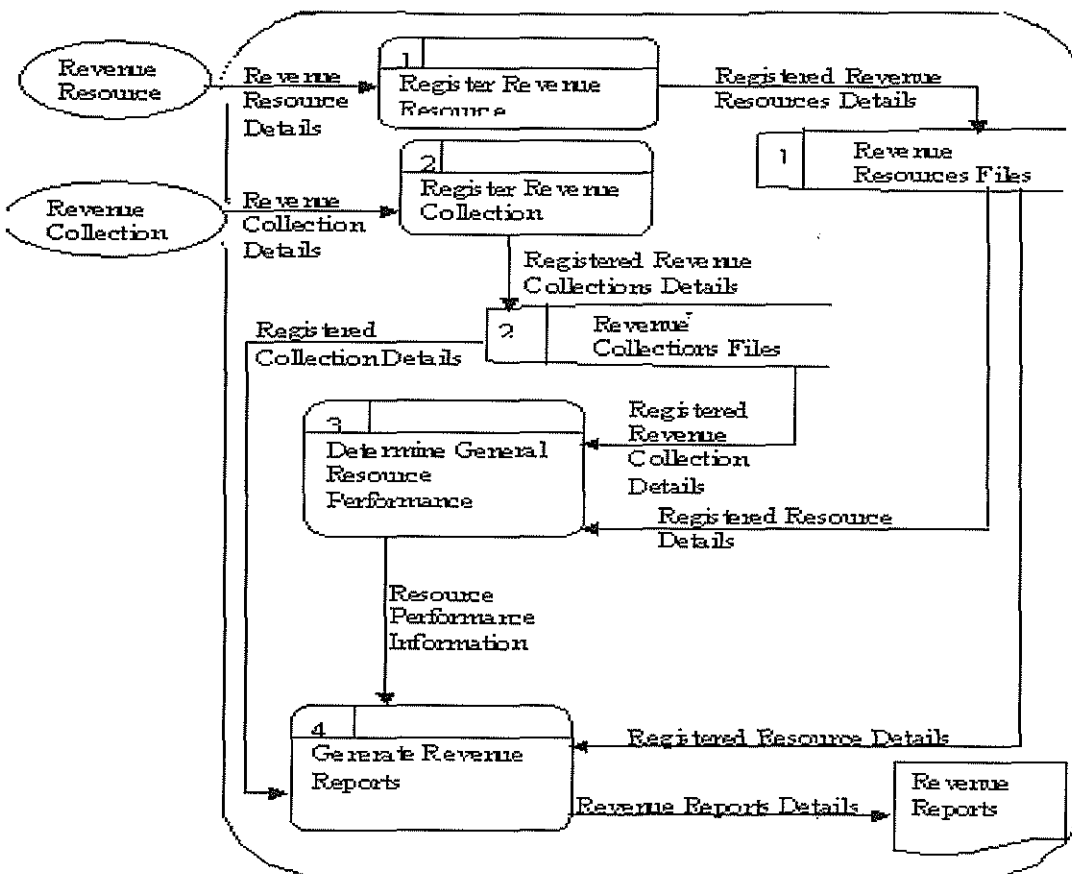 Revenue
Resource
Revenue
Resource
Details
1
Register Revenue
Resource
Registered Revenue
Resources Details
1
Revenue
Resources Files
Revenue
Collection
Revenue
Collection
Details
2
Register Revenue
Collection
Registered Revenue
Collections Details
2
Revenue
Collections Files
Registered
Collection Details
3
Determine General
Resource
Performance
Registered
Revenue
Collection
Details
Registered Resource
Details
Resource
Performance
Information
4
Generate Revenue
Reports
Registered Resource Details
Revenue Reports Details
Revenue
Reports